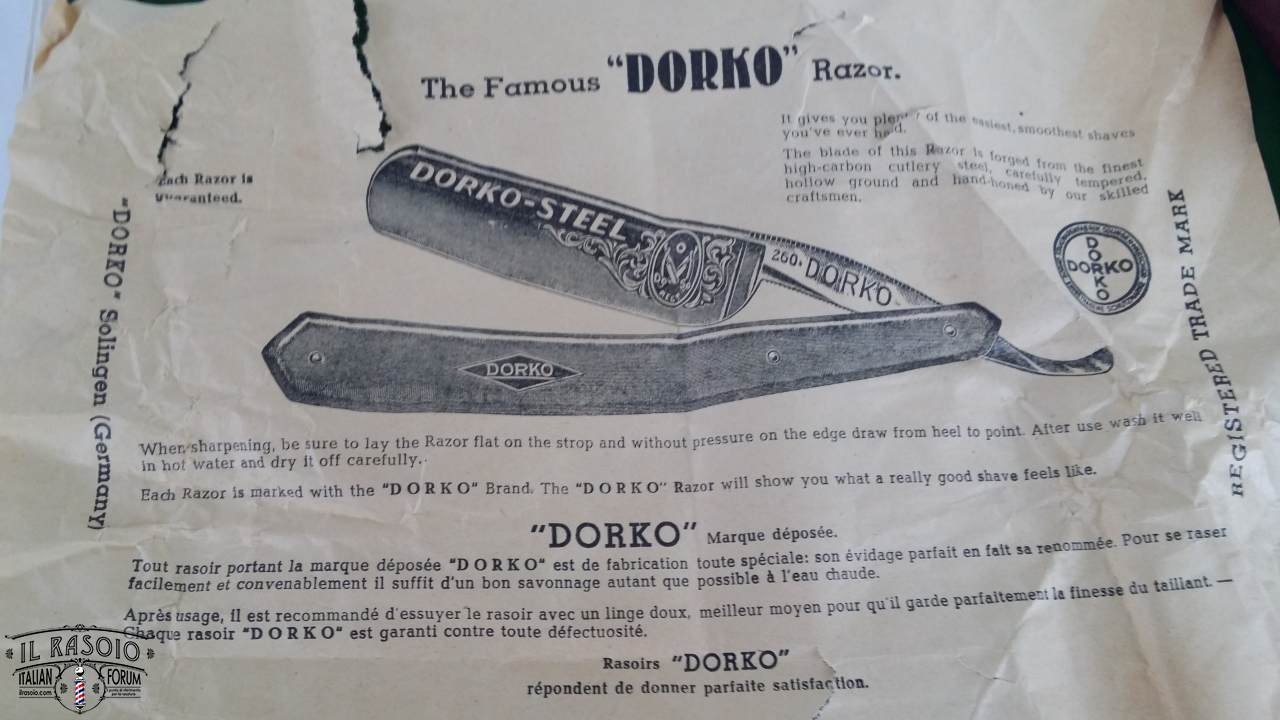 The Famous "DORKO" Razor.
It gives you of the easiest, smoothest shaves
you've ever had.
The blade of this Razor is forged from the finest
high-carbon cutlery steel, carefully tempered,
hollow ground and hand-honed by our skilled
craftsmen.
Each Razor is
guaranteed.
"DORKO" Solingen (Germany)
DORKO-STEEL
260. DORKO
DORKO
DORKO
DORKO
REGISTERED TRADE MARK
When sharpening, be sure to lay the Razor flat on the strop and without pressure on the edge draw from heel to point. After use wash it well
in hot water and dry it off carefully.
Each Razor is marked with the "DORKO" Brand. The "DORKO" Razor will show you what a really good shave feels like.
"DORKO" Marque déposée.
Tout rasoir portant la marque déposée "DORKO" est de fabrication toute spéciale: son évidage parfait en fait sa renommée. Pour se raser
facilement et convenablement il suffit d'un bon savonnage autant que possible à l'eau chaude.
Après usage, il est recommandé d'essuyer le rasoir avec un linge doux, meilleur moyen pour qu'il garde parfaitement la finesse du taillant. —
Chaque rasoir "DORKO" est garanti contre toute défectuosité.
Rasoirs "DORKO"
répondent de donner parfaite satisfaction.
IL RASOIO
ITALIAN FORUM
ilrasoio.com